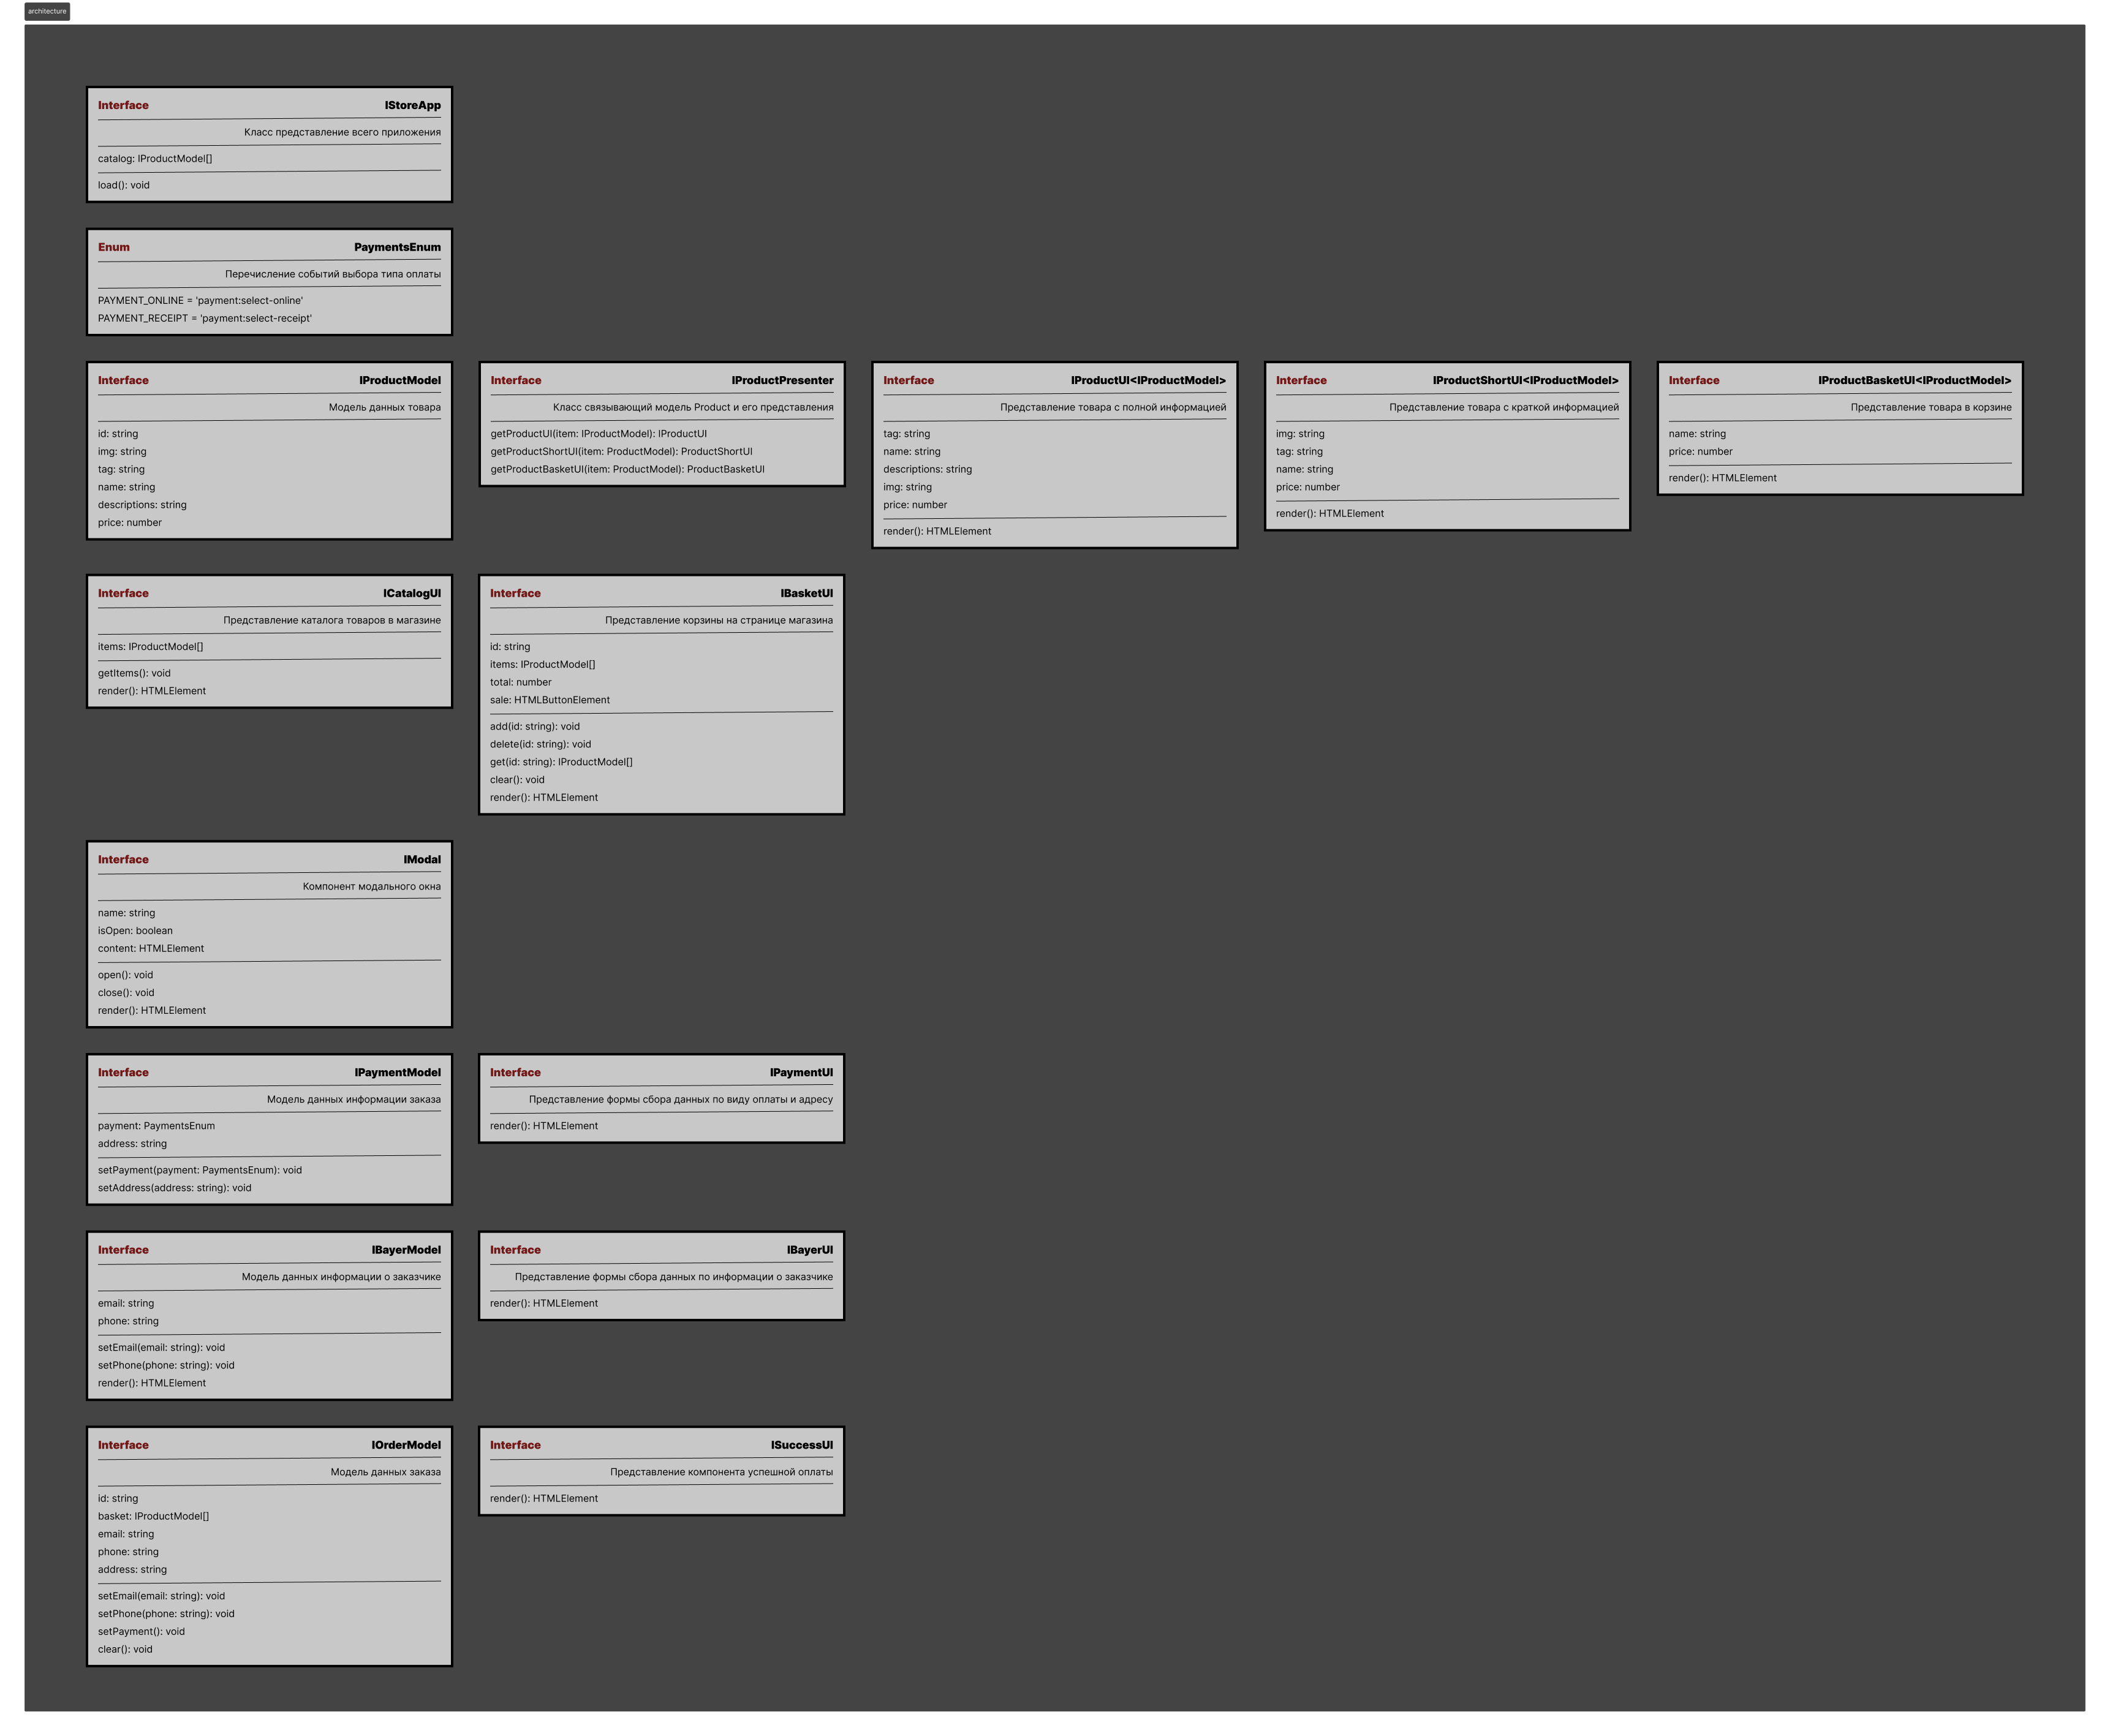 architecture
Interface IStoreApp
Класс представление всего приложения
catalog: IProductModel[]
load(): void
Enum PaymentsEnum
Перечисление событий выбора типа оплаты
PAYMENT_ONLINE = 'payment:select-online'
PAYMENT_RECEIPT = 'payment:select-receipt'
Interface IProductModel
Модель данных товара
id: string
img: string
tag: string
name: string
descriptions: string
price: number
Interface IProductPresenter
Класс связывающий модель Product и его представления
getProductUI(item: IProductModel): IProductUI
getProductShortUI(item: ProductModel): ProductShortUI
getProductBasketUI(item: ProductModel): ProductBasketUI
Interface IProductUI<IProductModel>
Представление товара с полной информацией
tag: string
name: string
descriptions: string
img: string
price: number
render(): HTMLElement
Interface IProductShortUI<IProductModel>
Представление товара с краткой информацией
img: string
tag: string
name: string
price: number
render(): HTMLElement
Interface IProductBasketUI<IProductModel>
Представление товара в корзине
name: string
price: number
render(): HTMLElement
Interface ICatalogUI
Представление каталога товаров в магазине
items: IProductModel[]
getItems(): void
render(): HTMLElement
Interface IBasketUI
Представление корзины на странице магазина
id: string
items: IProductModel[]
total: number
sale: HTMLButtonElement
add(id: string): void
delete(id: string): void
get(id: string): IProductModel[]
clear(): void
render(): HTMLElement
Interface IModal
Компонент модального окна
name: string
isOpen: boolean
content: HTMLElement
open(): void
close(): void
render(): HTMLElement
Interface IPaymentModel
Модель данных информации заказа
payment: PaymentsEnum
address: string
setPayment(payment: PaymentsEnum): void
setAddress(address: string): void
Interface IPaymentUI
Представление формы сбора данных по виду оплаты и адресу
render(): HTMLElement
Interface IBayerModel
Модель данных информации о заказчике
email: string
phone: string
setEmail(email: string): void
setPhone(phone: string): void
render(): HTMLElement
Interface IBayerUI
Представление формы сбора данных по информации о заказчике
render(): HTMLElement
Interface IOrderModel
Модель данных заказа
id: string
basket: IProductModel[]
email: string
phone: string
address: string
setEmail(email: string): void
setPhone(phone: string): void
setPayment(): void
clear(): void
Interface ISuccessUI
Представление компонента успешной оплаты
render(): HTMLElement